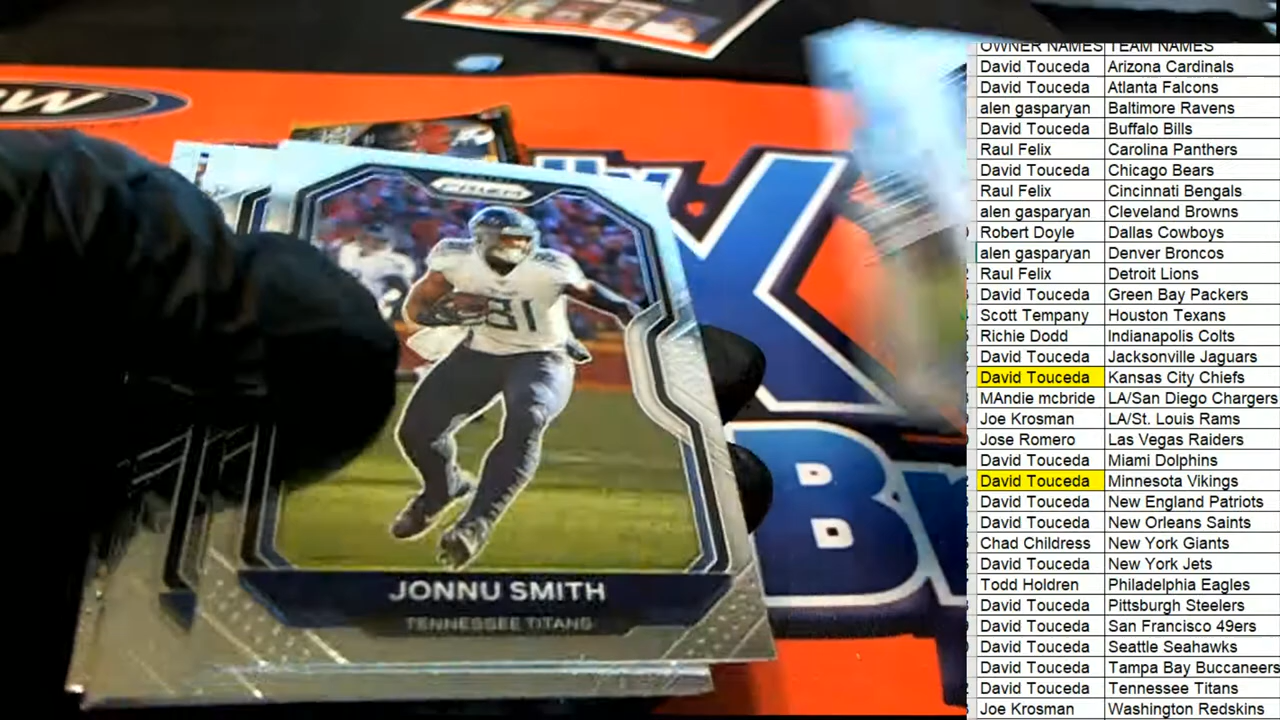 PRIZM
81
JONNU SMITH
TENNESSEE TITANS
OWNER NAMES TEAM NAMES
David Touceda Arizona Cardinals
David Touceda Atlanta Falcons
alen gasparyan Baltimore Ravens
David Touceda Buffalo Bills
Raul Felix Carolina Panthers
David Touceda Chicago Bears
Raul Felix Cincinnati Bengals
alen gasparyan Cleveland Browns
Robert Doyle Dallas Cowboys
alen gasparyan Denver Broncos
Raul Felix Detroit Lions
David Touceda Green Bay Packers
Scott Tempany Houston Texans
Richie Dodd Indianapolis Colts
David Touceda Jacksonville Jaguars
David Touceda Kansas City Chiefs
MAndie mcbride LA/San Diego Chargers
Joe Krosman LA/St. Louis Rams
Jose Romero Las Vegas Raiders
David Touceda Miami Dolphins
David Touceda Minnesota Vikings
David Touceda New England Patriots
David Touceda New Orleans Saints
Chad Childress New York Giants
David Touceda New York Jets
Todd Holdren Philadelphia Eagles
David Touceda Pittsburgh Steelers
David Touceda San Francisco 49ers
David Touceda Seattle Seahawks
David Touceda Tampa Bay Buccaneers
David Touceda Tennessee Titans
Joe Krosman Washington Redskins